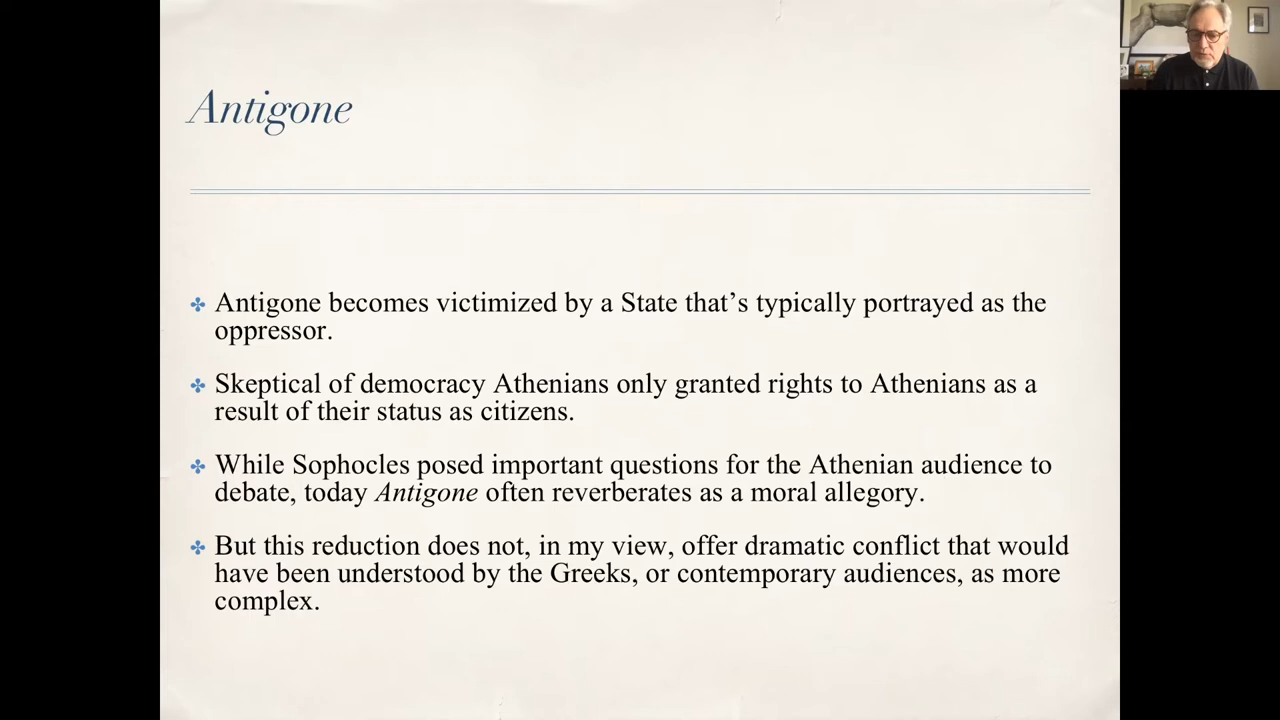 Antigone
Antigone becomes victimized by a State that’s typically portrayed as the
oppressor.
Skeptical of democracy Athenians only granted rights to Athenians as a
result of their status as citizens.
While Sophocles posed important questions for the Athenian audience to
debate, today Antigone often reverberates as a moral allegory.
But this reduction does not, in my view, offer dramatic conflict that would
have been understood by the Greeks, or contemporary audiences, as more
complex.